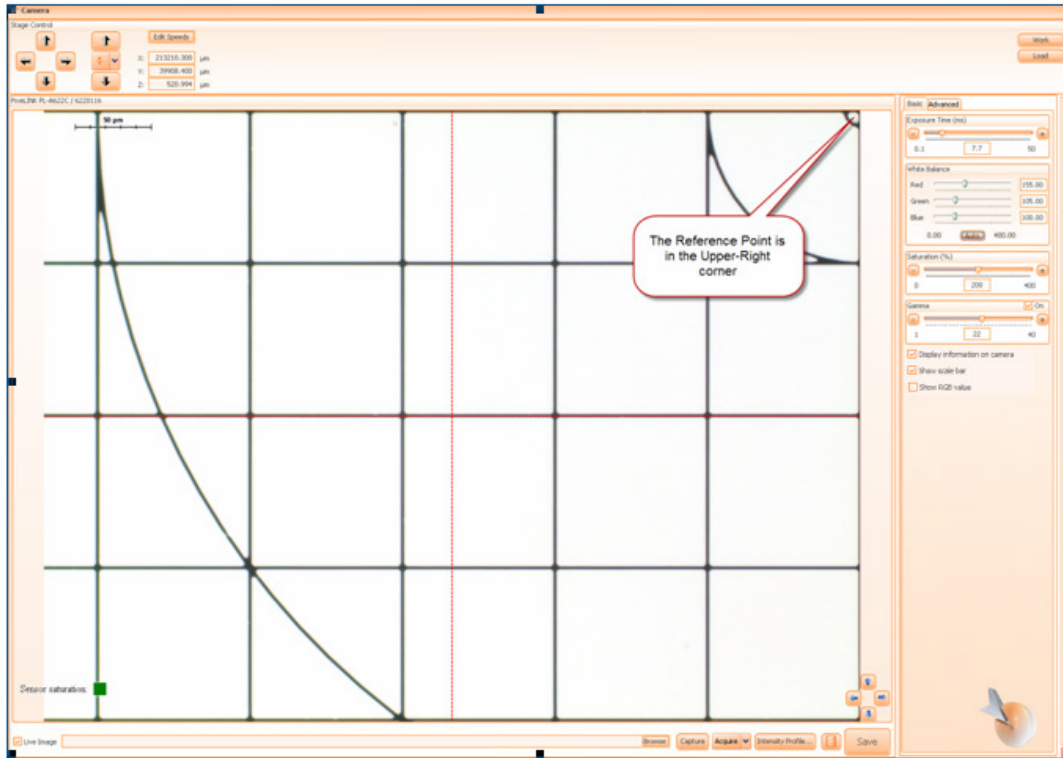 Camera
Stage Control
Edit Speeds
X: 213216.300 µm
Y: 39908.400 µm
Z: 520.994 µm
Work
Load
PixeLINK PL-A622C / 6220116
50 µm
The Reference Point is
in the Upper-Right
corner
Sensor saturation:
Basic Advanced
Exposure Time (ms)
- +
0.1 7.7 50
White Balance
Red 155.00
Green 105.00
Blue 100.00
0.00 Auto 400.00
Saturation (%)
- +
0 200 400
Gamma On
- +
1 22 40
Display information on camera
Show scale bar
Show RGB value
Live Image Browse Capture Acquire Intensity Profile... Save